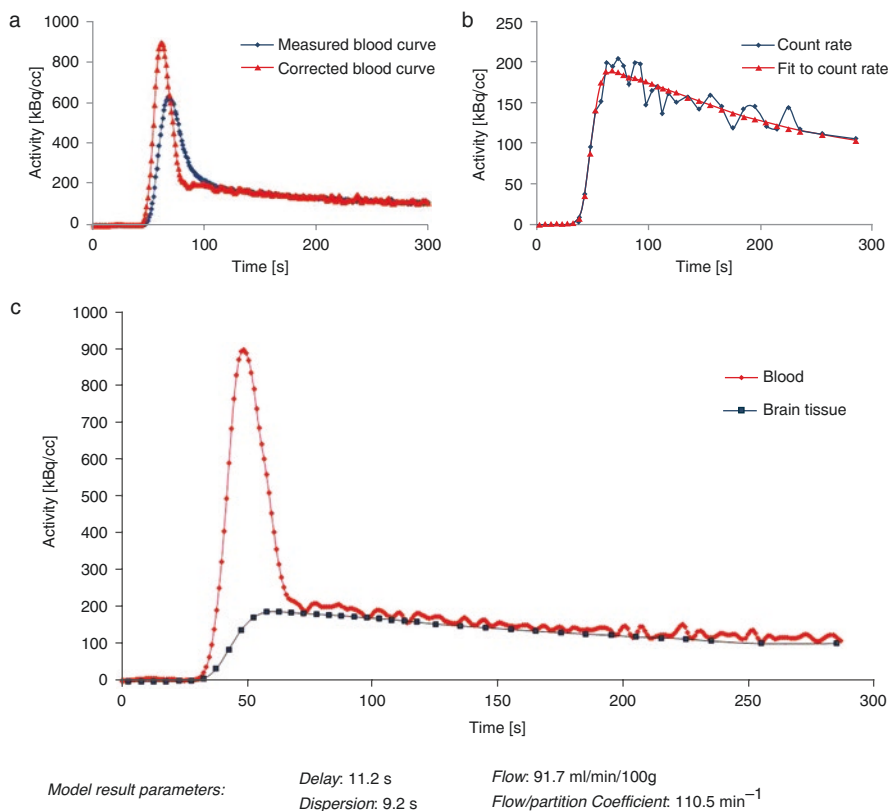 a
1000
800
600
400
200
0
Activity [kBq/cc]
0 100 200 300
Time [s]
Measured blood curve
Corrected blood curve
b
250
200
150
100
50
0
Activity [kBq/cc]
0 100 200 300
Time [s]
Count rate
Fit to count rate
c
1000
900
800
700
600
500
400
300
200
100
0
Activity [kBq/cc]
0 50 100 150 200 250 300
Time [s]
Blood
Brain tissue
Model result parameters:
Delay: 11.2 s
Flow: 91.7 ml/min/100g
Dispersion: 9.2 s
Flow/partition Coefficient: 110.5 min⁻¹